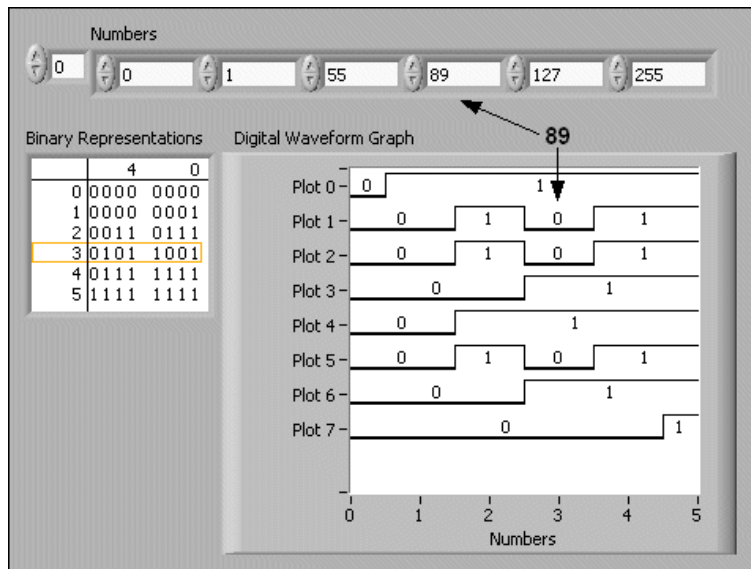 Numbers
0 0 1 55 89 127 255
Binary Representations
4 0
0 0000 0000
1 0000 0001
2 0011 0111
3 0101 1001
4 0111 1111
5 1111 1111
Digital Waveform Graph
89
Plot 0 0 1
Plot 1 0 1 0 1
Plot 2 0 1 0 1
Plot 3 0 1
Plot 4 0 1
Plot 5 0 1 0 1
Plot 6 0 1
Plot 7 0 1
0 1 2 3 4 5
Numbers